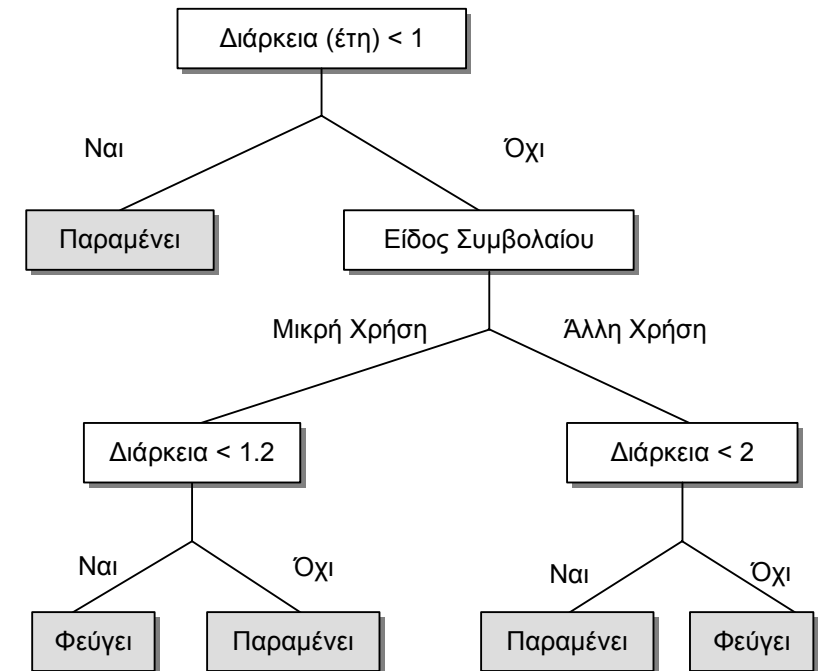 Διάρκεια (έτη) < 1
Ναι
Όχι
Παραμένει
Είδος Συμβολαίου
Μικρή Χρήση
Άλλη Χρήση
Διάρκεια < 1.2
Διάρκεια < 2
Ναι
Όχι
Ναι
Όχι
Φεύγει
Παραμένει
Παραμένει
Φεύγει